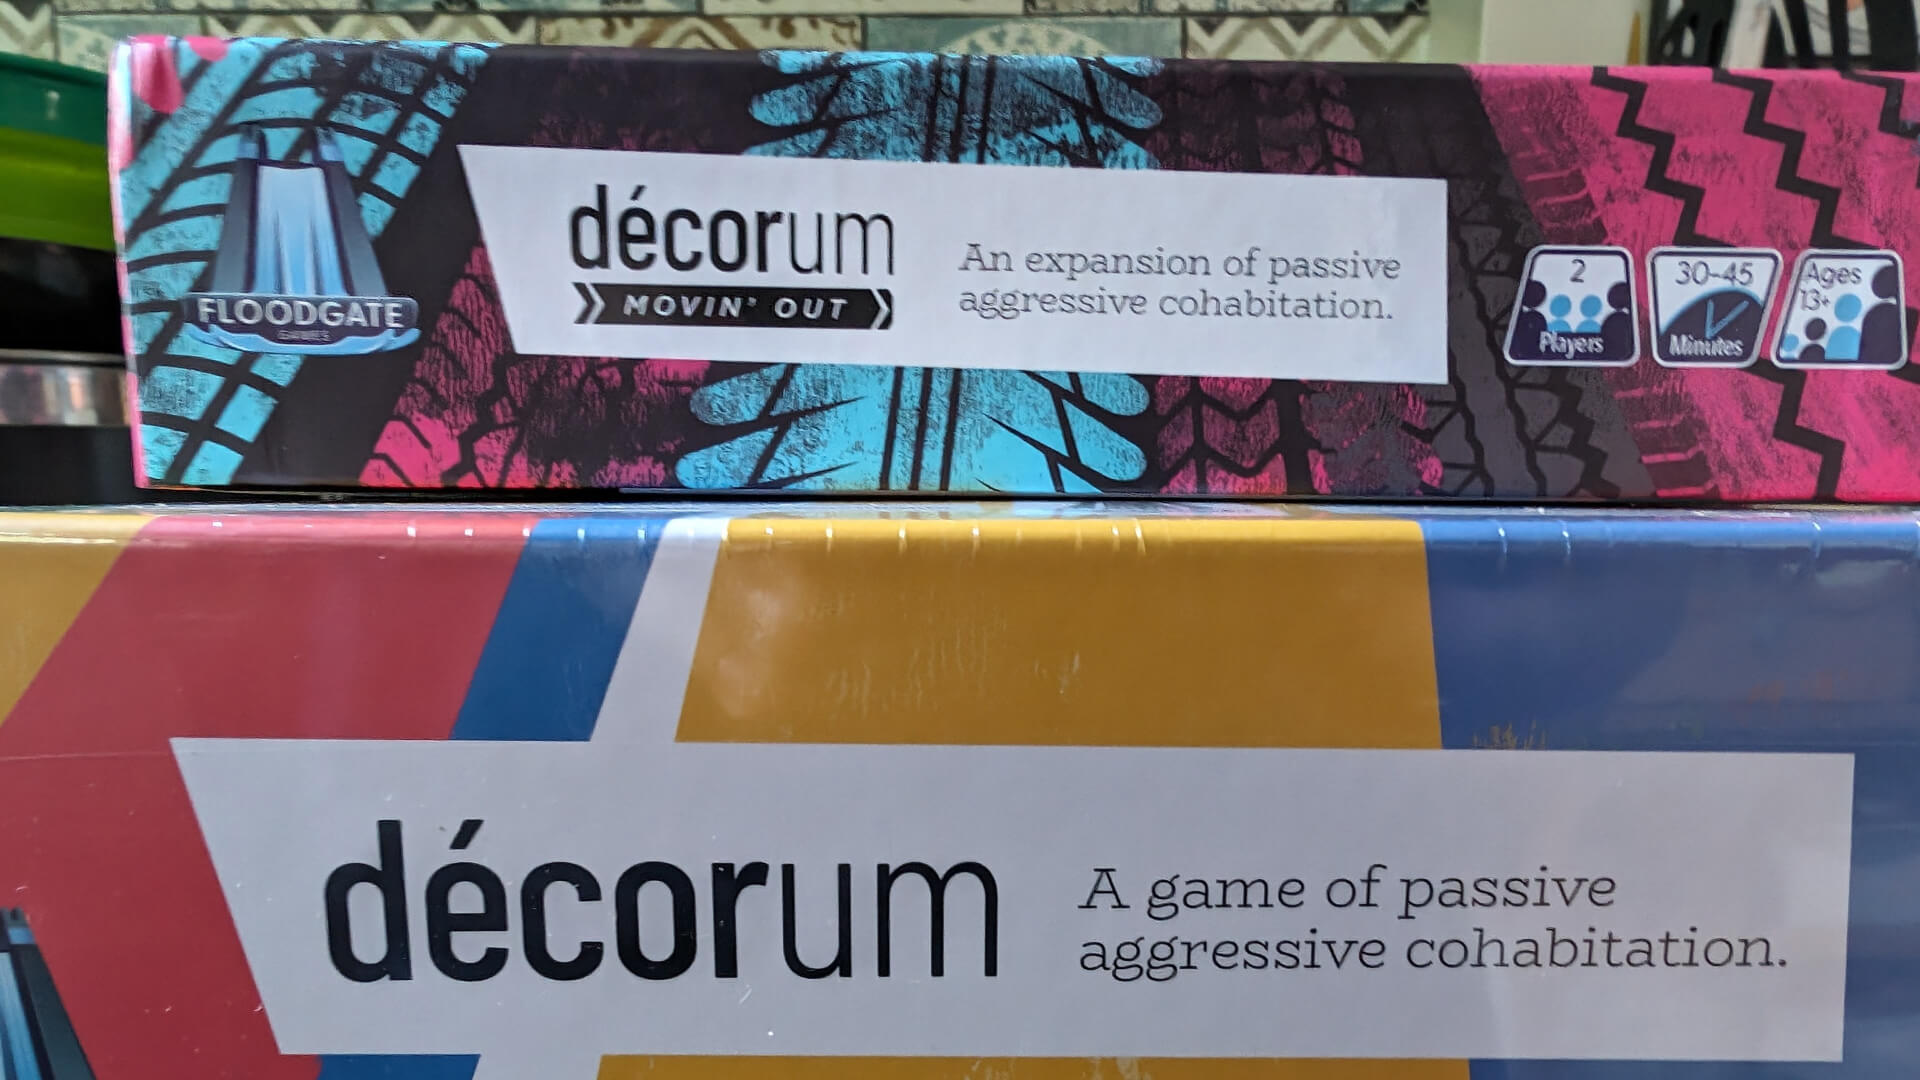 FLOODGATE
GAMES
décorum
MOVIN' OUT
An expansion of passive
aggressive cohabitation.
2
Players
30-45
Minutes
Ages
13+
décorum
A game of passive
aggressive cohabitation.